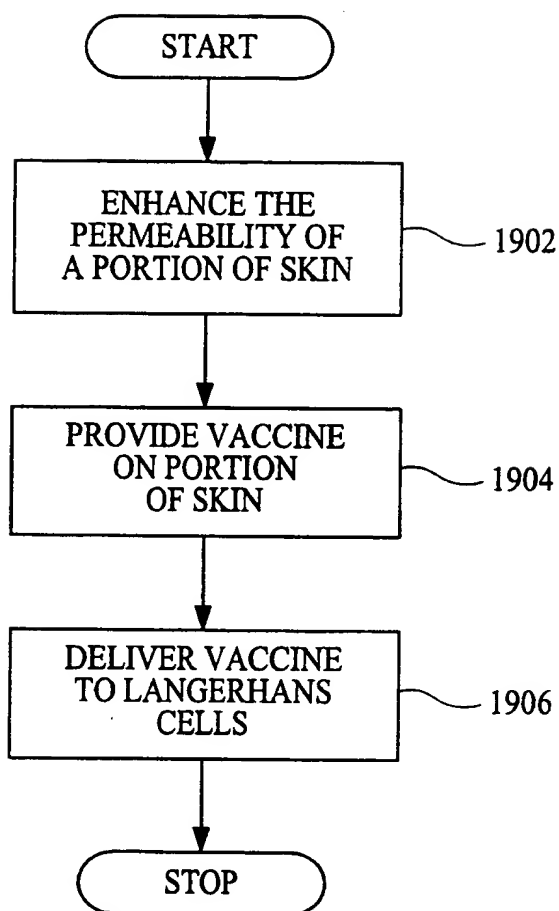 START
ENHANCE THE
PERMEABILITY OF
A PORTION OF SKIN
1902
PROVIDE VACCINE
ON PORTION
OF SKIN
1904
DELIVER VACCINE
TO LANGERHANS
CELLS
1906
STOP